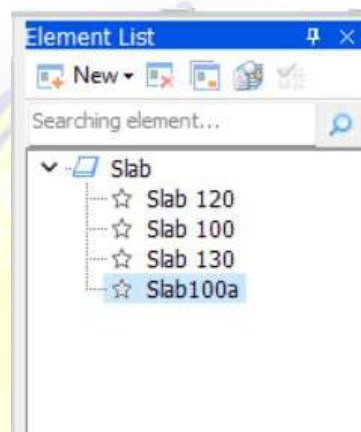 Element List
New
Searching element...
Slab
Slab 120
Slab 100
Slab 130
Slab100a